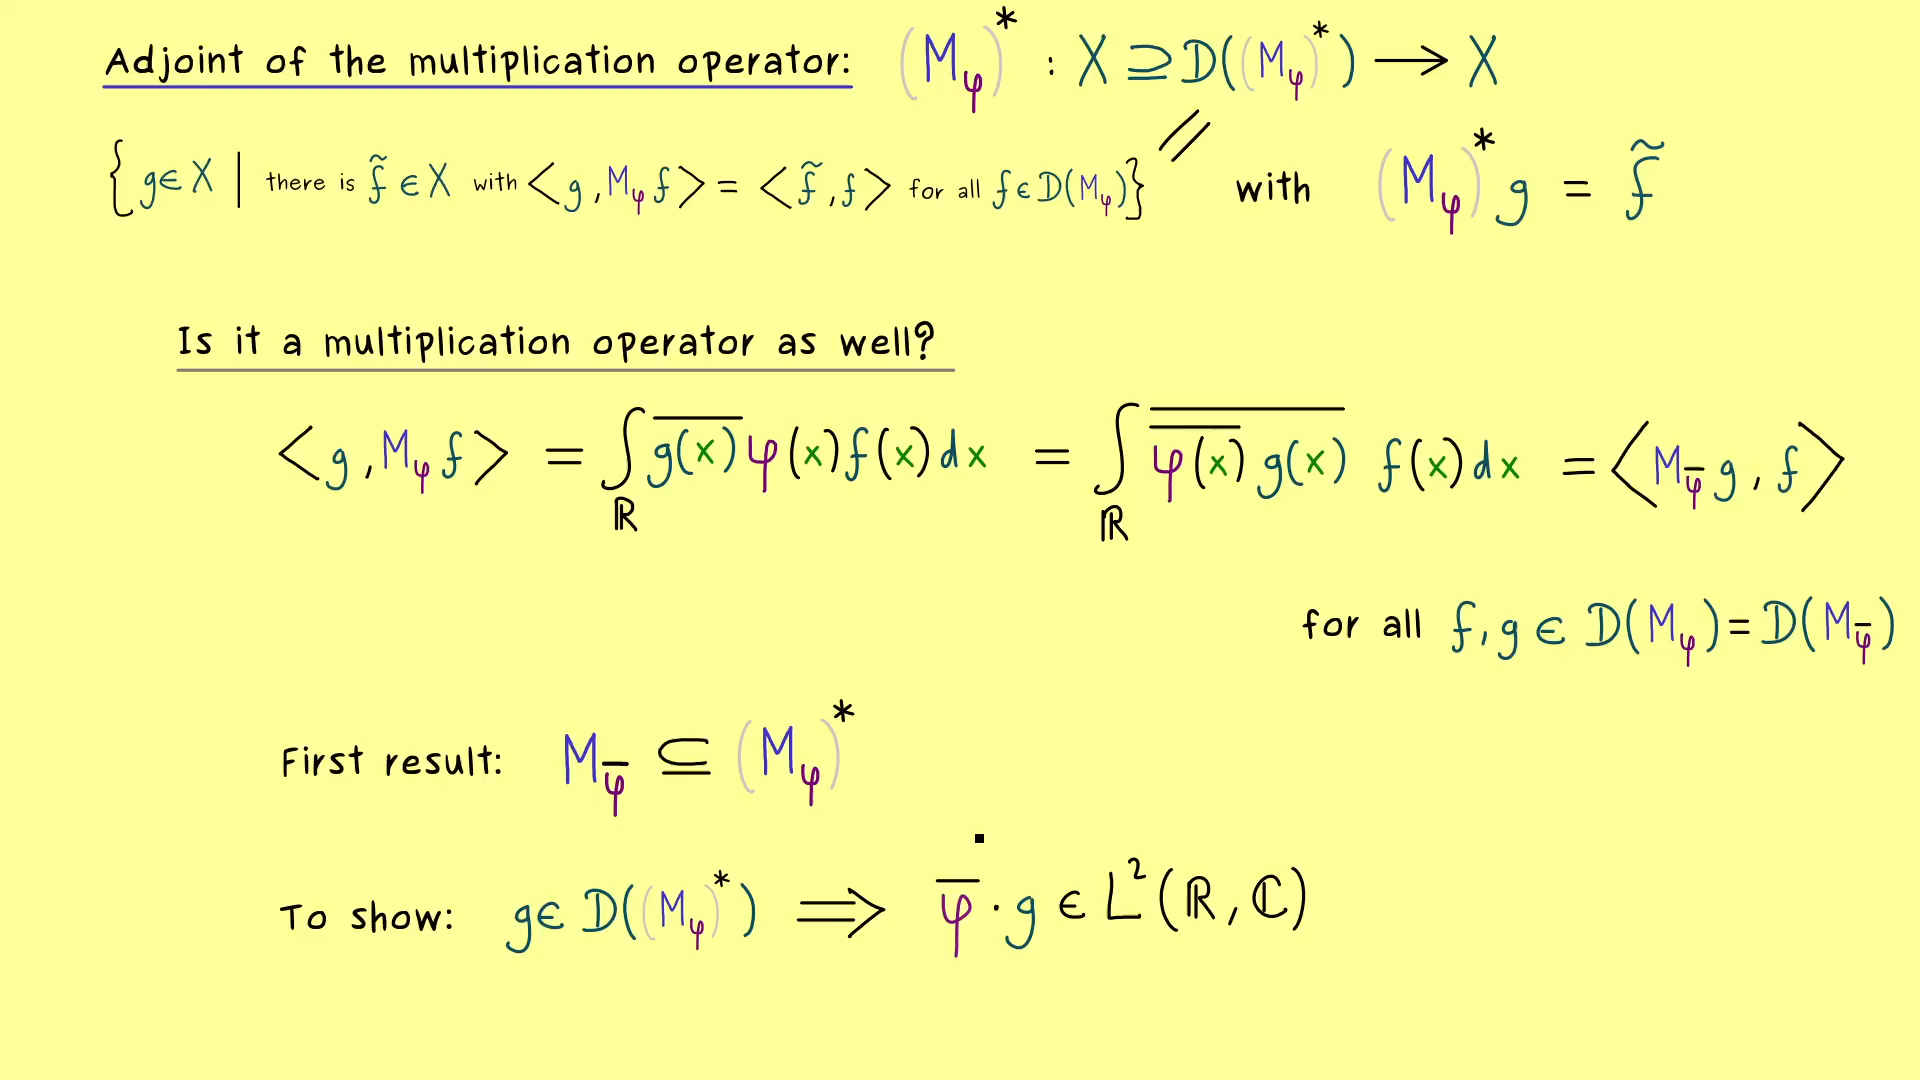 Adjoint of the multiplication operator: (M_φ)* : X ⊇ D((M_φ)*) → X
{ g ∈ X | there is f̃ ∈ X with <g, M_φ f> = <f̃, f> for all f ∈ D(M_φ) } // with (M_φ)* g = f̃
Is it a multiplication operator as well?
<g, M_φ f> = ∫_ℝ \overline{g(x)} φ(x) f(x) dx = ∫_ℝ \overline{\overline{φ(x)} g(x)} f(x) dx = <M_φ̄ g, f>
for all f, g ∈ D(M_φ) = D(M_φ̄)
First result: M_φ̄ ⊆ (M_φ)*
To show: g ∈ D((M_φ)*) ⟹ φ̄ · g ∈ L²(ℝ, ℂ)